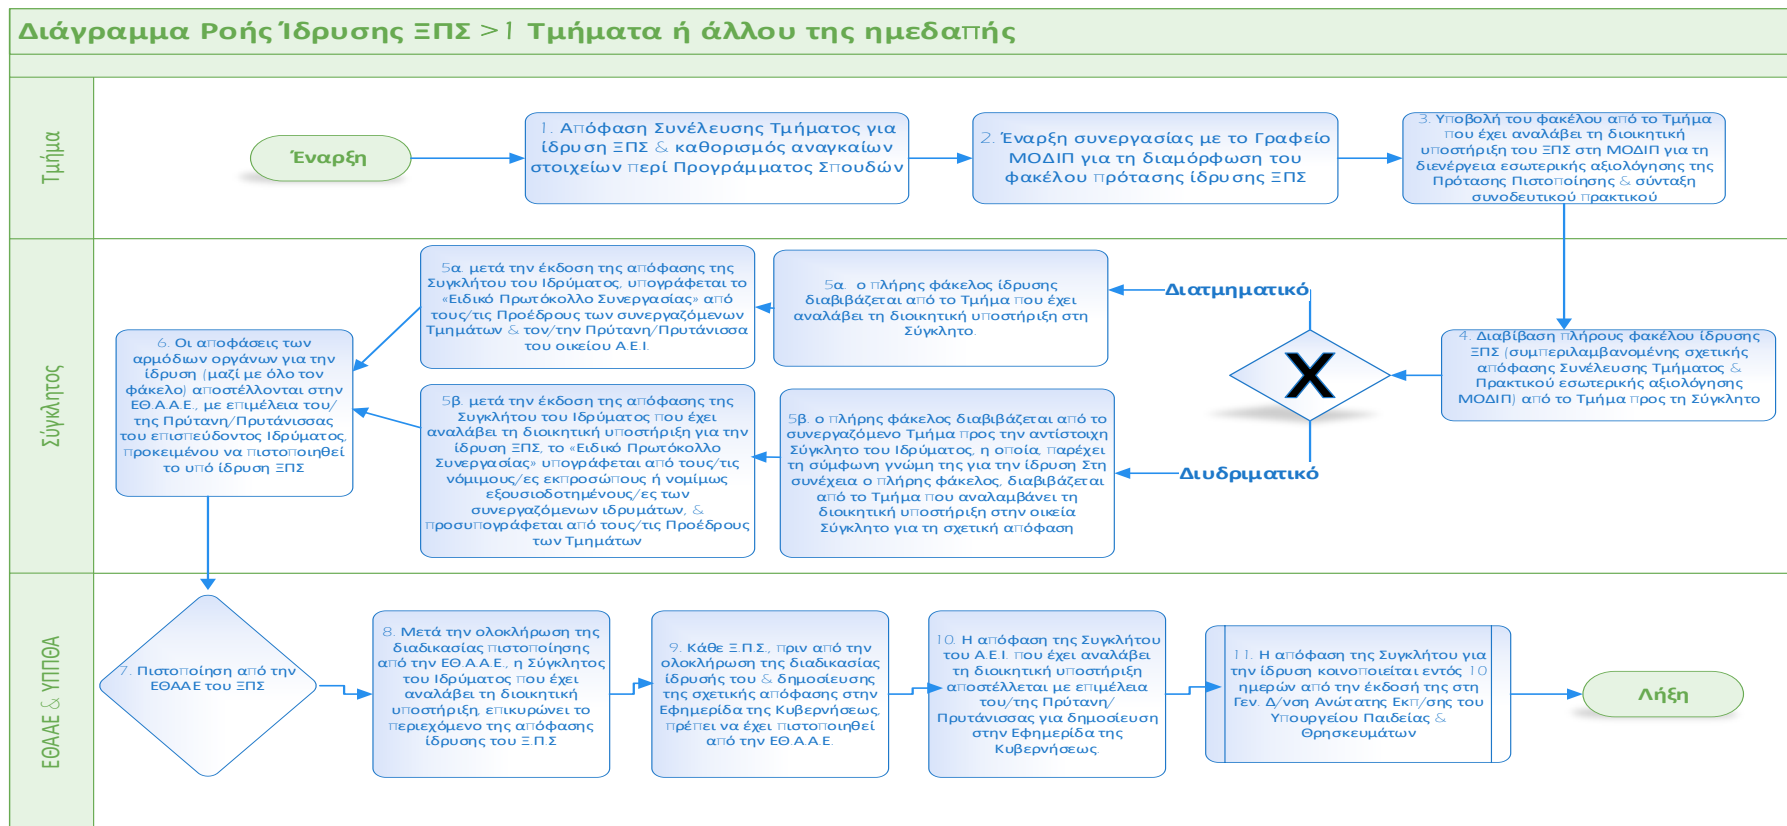 Διάγραμμα Ροής Ίδρυσης ΞΠΣ >1 Τμήματα ή άλλου της ημεδαπής
Τμήμα
Έναρξη
1. Απόφαση Συνέλευσης Τμήματος για
ίδρυση ΞΠΣ & καθορισμός αναγκαίων
στοιχείων περί Προγράμματος Σπουδών
2. Έναρξη συνεργασίας με το Γραφείο
ΜΟΔΙΠ για τη διαμόρφωση του
φακέλου πρότασης ίδρυσης ΞΠΣ
3. Υποβολή του φακέλου από το Τμήμα
που έχει αναλάβει τη διοικητική
υποστήριξη του ΞΠΣ στη ΜΟΔΙΠ για τη
διενέργεια εσωτερικής αξιολόγησης της
Πρότασης Πιστοποίησης & σύνταξη
συνοδευτικού πρακτικού
Σύγκλητος
4. Διαβίβαση πλήρους φακέλου ίδρυσης
ΞΠΣ (συμπεριλαμβανομένης σχετικής
απόφασης Συνέλευσης Τμήματος &
Πρακτικού εσωτερικής αξιολόγησης
ΜΟΔΙΠ) από το Τμήμα προς τη Σύγκλητο
X
Διατμηματικό
Διυδριματικό
5α. ο πλήρης φάκελος ίδρυσης
διαβιβάζεται από το Τμήμα που έχει
αναλάβει τη διοικητική υποστήριξη στη
Σύγκλητο.
5α. μετά την έκδοση της απόφασης της
Συγκλήτου του Ιδρύματος, υπογράφεται το
«Ειδικό Πρωτόκολλο Συνεργασίας» από
τους/τις Προέδρους των συνεργαζόμενων
Τμημάτων & τον/την Πρύτανη/Πρυτάνισσα
του οικείου Α.Ε.Ι.
5β. ο πλήρης φάκελος διαβιβάζεται από το
συνεργαζόμενο Τμήμα προς την αντίστοιχη
Σύγκλητο του Ιδρύματος, η οποία, παρέχει
τη σύμφωνη γνώμη της για την ίδρυση Στη
συνέχεια ο πλήρης φάκελος, διαβιβάζεται
από το Τμήμα που αναλαμβάνει τη
διοικητική υποστήριξη στην οικεία
Σύγκλητο για τη σχετική απόφαση
5β. μετά την έκδοση της απόφασης της
Συγκλήτου του Ιδρύματος που έχει
αναλάβει τη διοικητική υποστήριξη για την
ίδρυση ΞΠΣ, το «Ειδικό Πρωτόκολλο
Συνεργασίας» υπογράφεται από τους/τις
νόμιμους/ες εκπροσώπους ή νομίμως
εξουσιοδοτημένους/ες των
συνεργαζόμενων ιδρυμάτων, &
προσυπογράφεται από τους/τις Προέδρους
των Τμημάτων
6. Οι αποφάσεις των
αρμόδιων οργάνων για την
ίδρυση (μαζί με όλο τον
φάκελο) αποστέλλονται στην
ΕΘ.Α.Α.Ε., με επιμέλεια του/
της Πρύτανη/Πρυτάνισσας
του επισπεύδοντος Ιδρύματος,
προκειμένου να πιστοποιηθεί
το υπό ίδρυση ΞΠΣ
ΕΘΑΑΕ & ΥΠΠΘΑ
7. Πιστοποίηση από την
ΕΘΑΑΕ του ΞΠΣ
8. Μετά την ολοκλήρωση της
διαδικασίας πιστοποίησης
από την ΕΘ.Α.Α.Ε., η Σύγκλητος
του Ιδρύματος που έχει
αναλάβει τη διοικητική
υποστήριξη, επικυρώνει το
περιεχόμενο της απόφασης
ίδρυσης του Ξ.Π.Σ
9. Κάθε Ξ.Π.Σ., πριν από την
ολοκλήρωση της διαδικασίας
ίδρυσής του & δημοσίευσης
της σχετικής απόφασης στην
Εφημερίδα της Κυβερνήσεως,
πρέπει να έχει πιστοποιηθεί
από την ΕΘ.Α.Α.Ε.
10. Η απόφαση της Συγκλήτου
του Α.Ε.Ι. που έχει αναλάβει
τη διοικητική υποστήριξη
αποστέλλεται με επιμέλεια
του/της Πρύτανη/
Πρυτάνισσας για δημοσίευση
στην Εφημερίδα της
Κυβερνήσεως.
11. Η απόφαση της Συγκλήτου για
την ίδρυση κοινοποιείται εντός 10
ημερών από την έκδοσή της στη
Γεν. Δ/νση Ανώτατης Εκπ/σης του
Υπουργείου Παιδείας &
Θρησκευμάτων
Λήξη